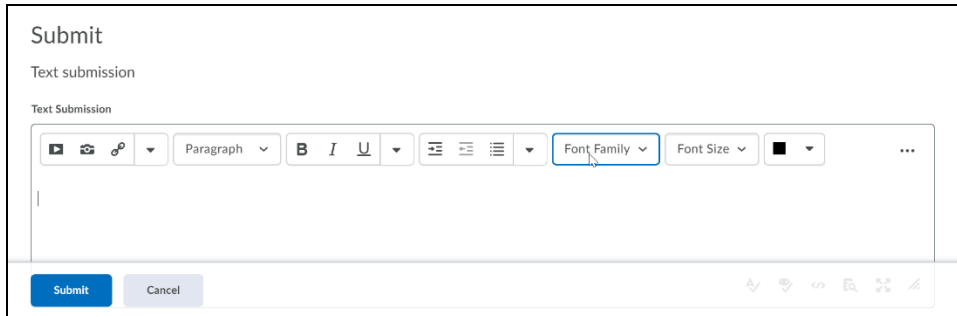 Submit
Text submission
Text Submission
Paragraph B I U Font Family Font Size
Submit Cancel